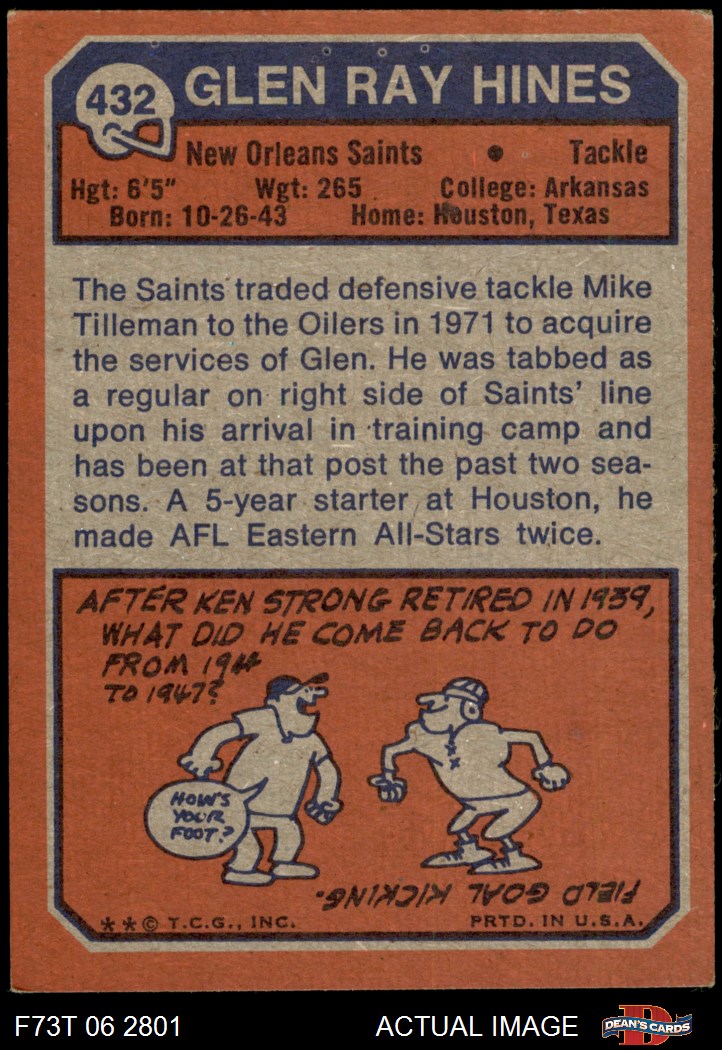 432
GLEN RAY HINES
New Orleans Saints • Tackle
Hgt: 6'5" Wgt: 265 College: Arkansas
Born: 10-26-43 Home: Houston, Texas
The Saints traded defensive tackle Mike
Tilleman to the Oilers in 1971 to acquire
the services of Glen. He was tabbed as
a regular on right side of Saints' line
upon his arrival in training camp and
has been at that post the past two sea-
sons. A 5-year starter at Houston, he
made AFL Eastern All-Stars twice.
AFTER KEN STRONG RETIRED IN 1939,
WHAT DID HE COME BACK TO DO
FROM 1944
TO 1947?
HOW'S
YOUR
FOOT?
FIELD GOAL KICKING.
**© T.C.G., INC. PRTD. IN U.S.A.
F73T 06 2801 ACTUAL IMAGE D DEAN'S CARDS